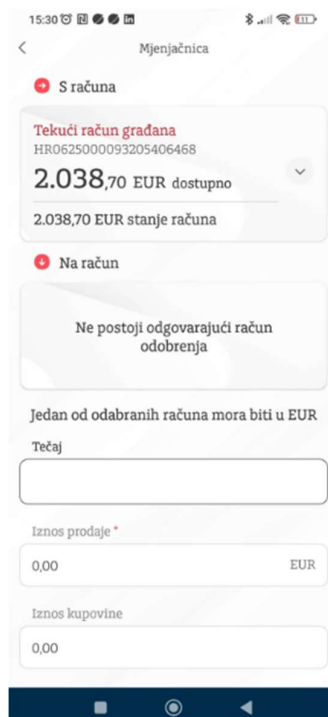 15:30
Mjenjačnica
S računa
Tekući račun građana
HR0625000093205406468
2.038,70 EUR dostupno
2.038,70 EUR stanje računa
Na račun
Ne postoji odgovarajući račun
odobrenja
Jedan od odabranih računa mora biti u EUR
Tečaj
Iznos prodaje *
0,00 EUR
Iznos kupovine
0,00